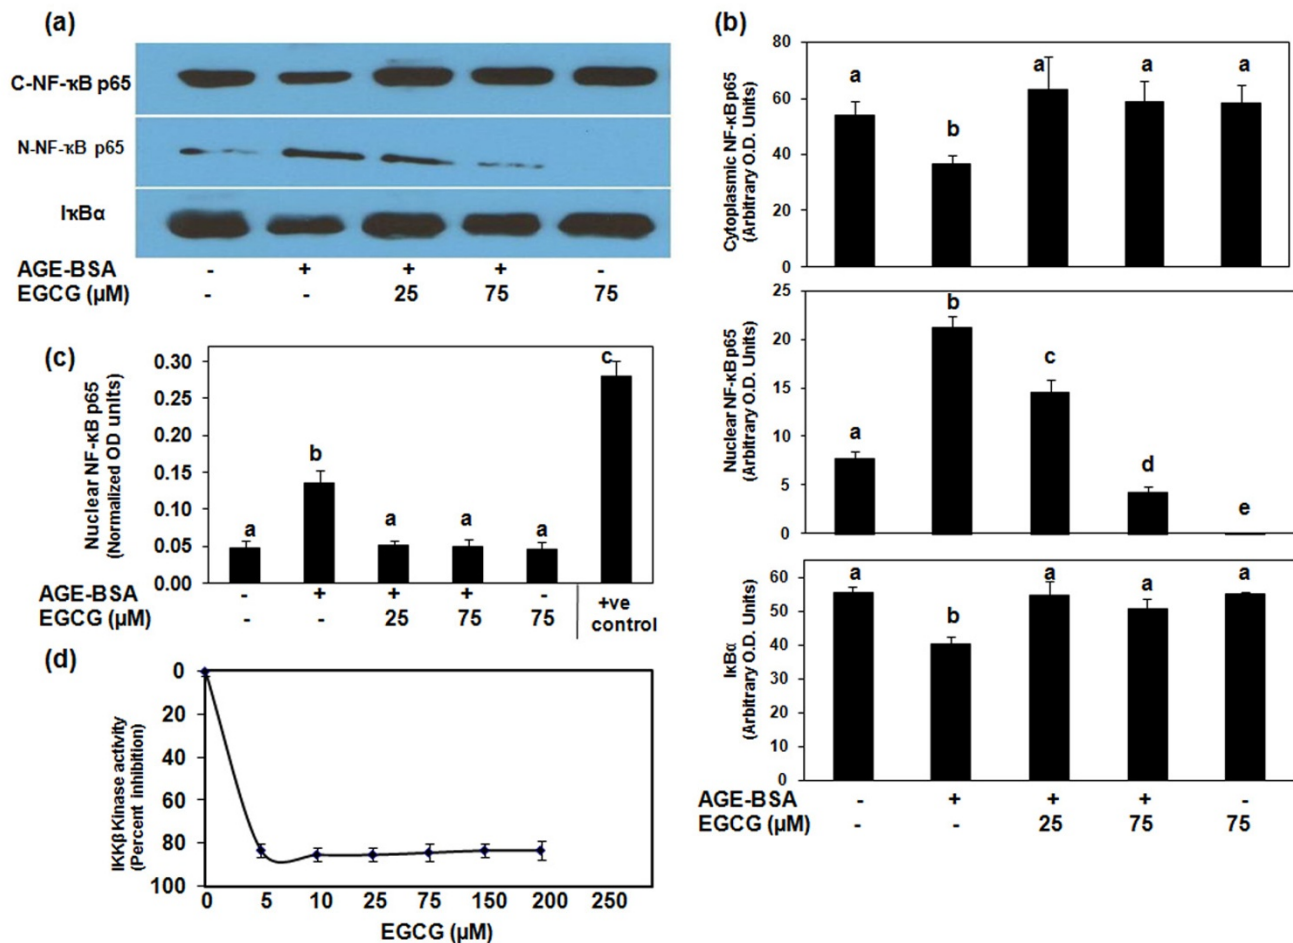 (a)
C-NF-κB p65
N-NF-κB p65
IκBα
AGE-BSA - + + + -
EGCG (µM) - - 25 75 75
(b)
Cytoplasmic NF-κB p65
(Arbitrary O.D. Units)
80
60
40
20
0
a b a a a
Nuclear NF-κB p65
(Arbitrary O.D. Units)
25
20
15
10
5
0
a b c d e
IκBα
(Arbitrary O.D. Units)
60
50
40
30
20
10
0
a b a a a
AGE-BSA - + + + -
EGCG (µM) - - 25 75 75
(c)
Nuclear NF-κB p65
(Normalized OD units)
0.30
0.25
0.20
0.15
0.10
0.05
0.00
a b a a a c
AGE-BSA - + + + -
EGCG (µM) - - 25 75 75
+ve
control
(d)
IKKβ Kinase activity
(Percent inhibition)
0
20
40
60
80
100
0 5 10 25 75 150 200 250
EGCG (µM)